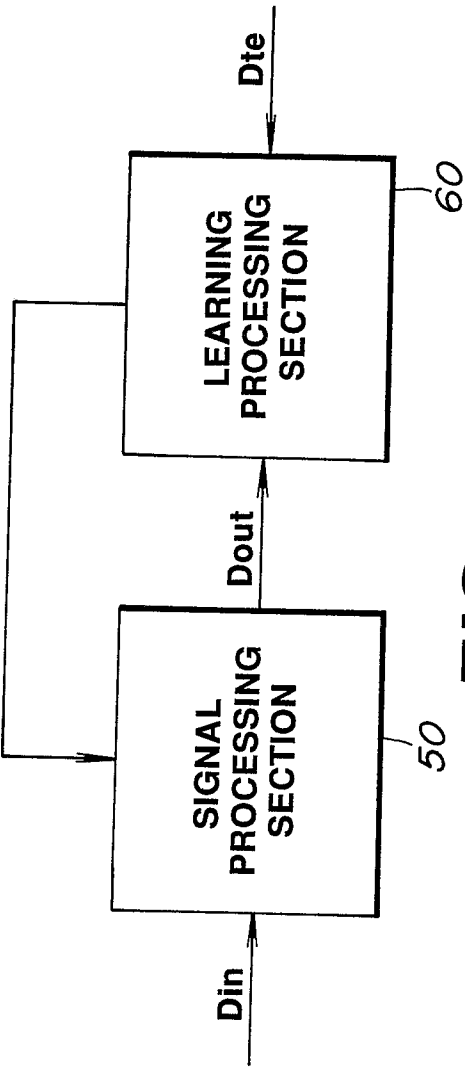 Din
SIGNAL
PROCESSING
SECTION
50
Dout
LEARNING
PROCESSING
SECTION
60
Dte